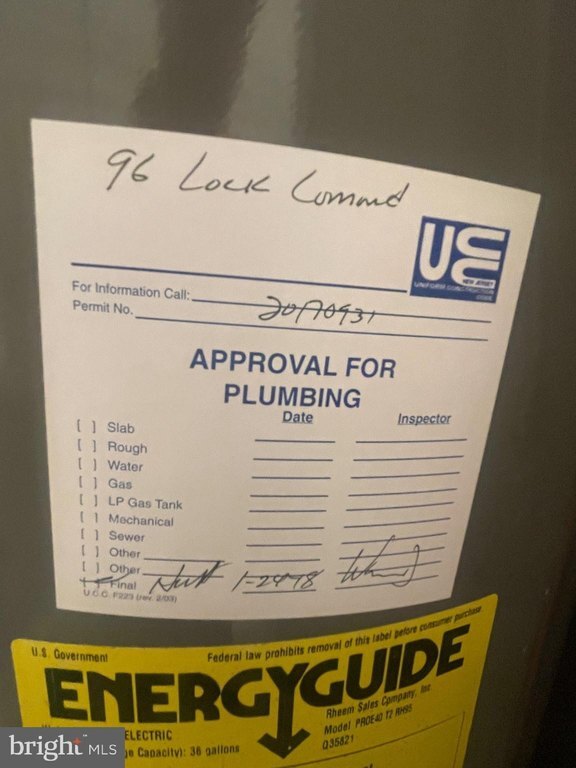 96 Lock Command
UCC
NEW JERSEY
UNIFORM CONSTRUCTION
CODE
For Information Call:
Permit No. 20170931
APPROVAL FOR
PLUMBING
Date Inspector
[ ] Slab
[ ] Rough
[ ] Water
[ ] Gas
[ ] LP Gas Tank
[ ] Mechanical
[ ] Sewer
[ ] Other
[ ] Other
Final 1-24-18
U.C.C. F223 (rev. 2/03)
U.S. Government Federal law prohibits removal of this label before consumer purchase
ENERGYGUIDE
Rheem Sales Company, Inc
ELECTRIC Model PROE40 T2 RH95
Capacity): 36 gallons Q35821
bright MLS